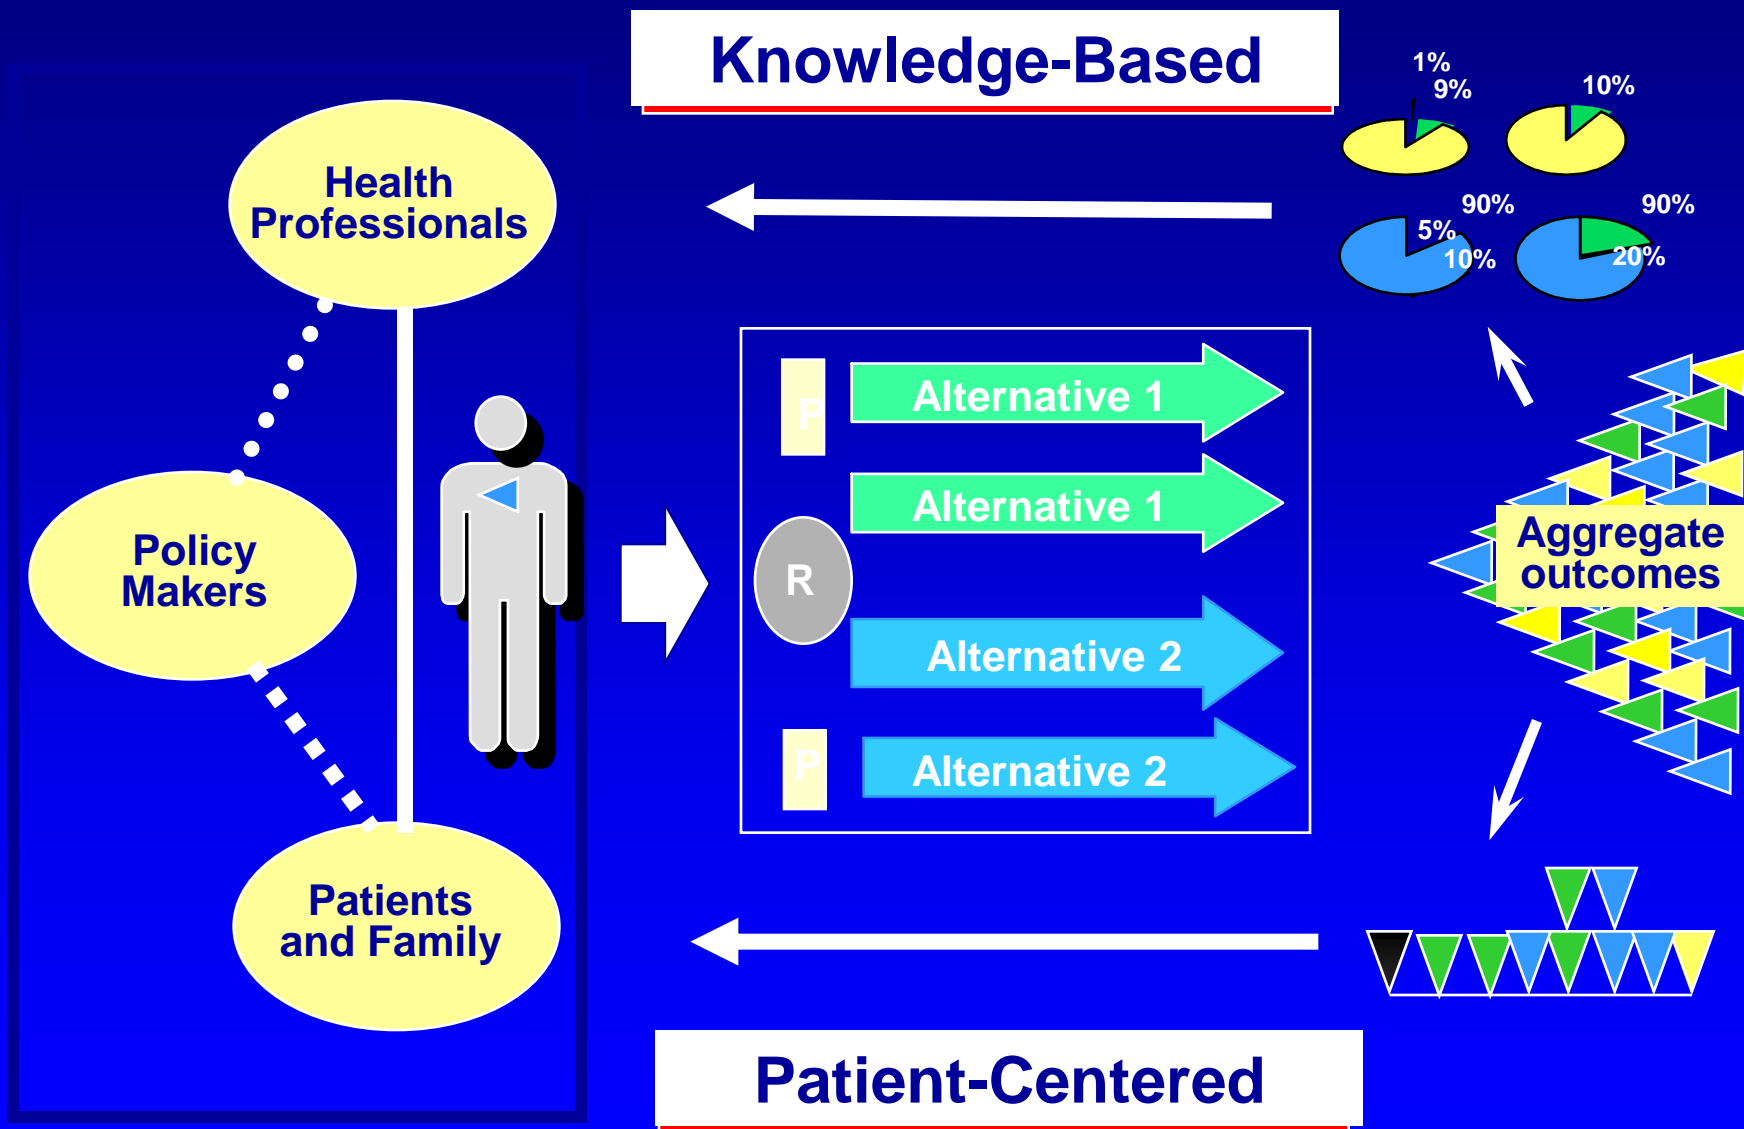 Knowledge-Based
1%
9%
10%
Health
Professionals
90%
5%
10%
90%
20%
P
Alternative 1
Alternative 1
Policy
Makers
R
Aggregate
outcomes
Alternative 2
P
Alternative 2
Patients
and Family
Patient-Centered